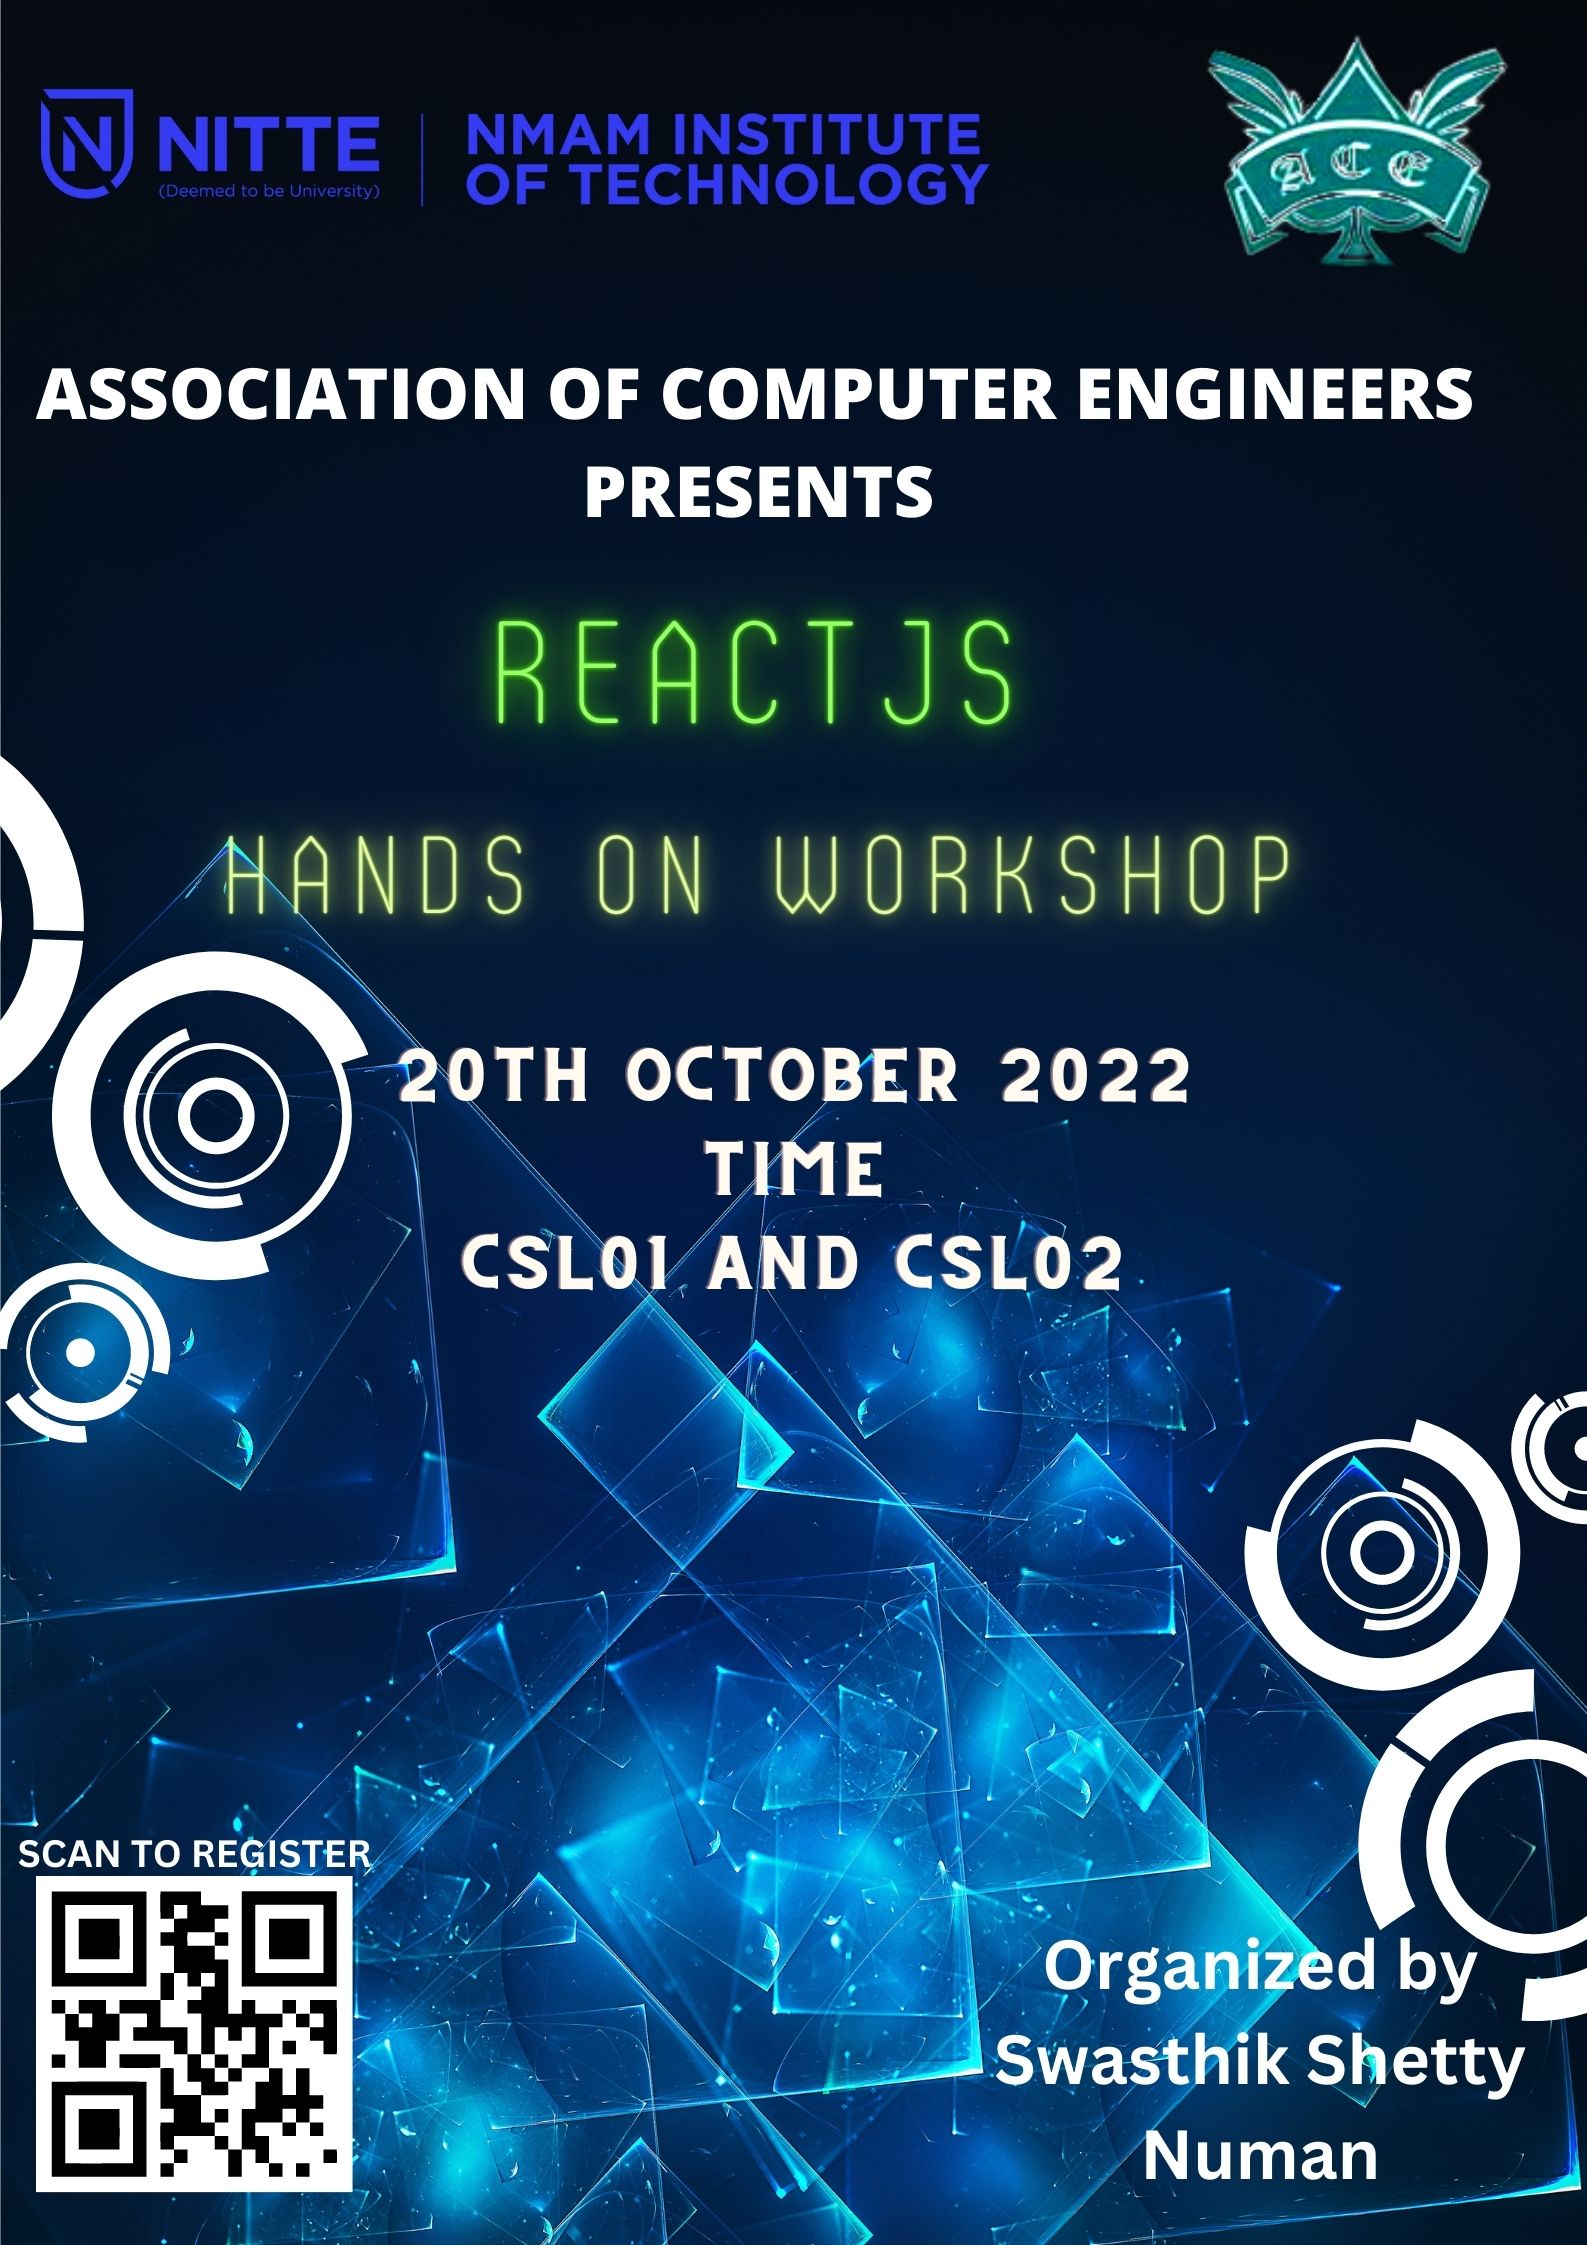 NITTE
(Deemed to be University)
NMAM INSTITUTE
OF TECHNOLOGY
ACE
ASSOCIATION OF COMPUTER ENGINEERS
PRESENTS
REACTJS
HANDS ON WORKSHOP
20TH OCTOBER 2022
TIME
CSL01 AND CSL02
SCAN TO REGISTER
Organized by
Swasthik Shetty
Numan